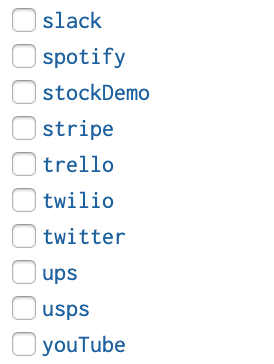 slack
spotify
stockDemo
stripe
trello
twilio
twitter
ups
usps
youTube